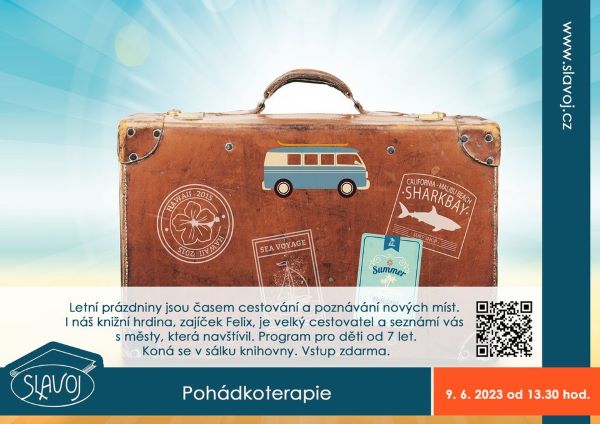 www.slavoj.cz
HAWAII 2015
HAWAII 2015
SEA VOYAGE
CALIFORNIA - MALIBU BEACH
SHARKBAY
Summer
Letní prázdniny jsou časem cestování a poznávání nových míst.
I náš knižní hrdina, zajíček Felix, je velký cestovatel a seznámí vás
s městy, která navštívil. Program pro děti od 7 let.
Koná se v sálku knihovny. Vstup zdarma.
SLAVOJ
Pohádkoterapie
9. 6. 2023 od 13.30 hod.